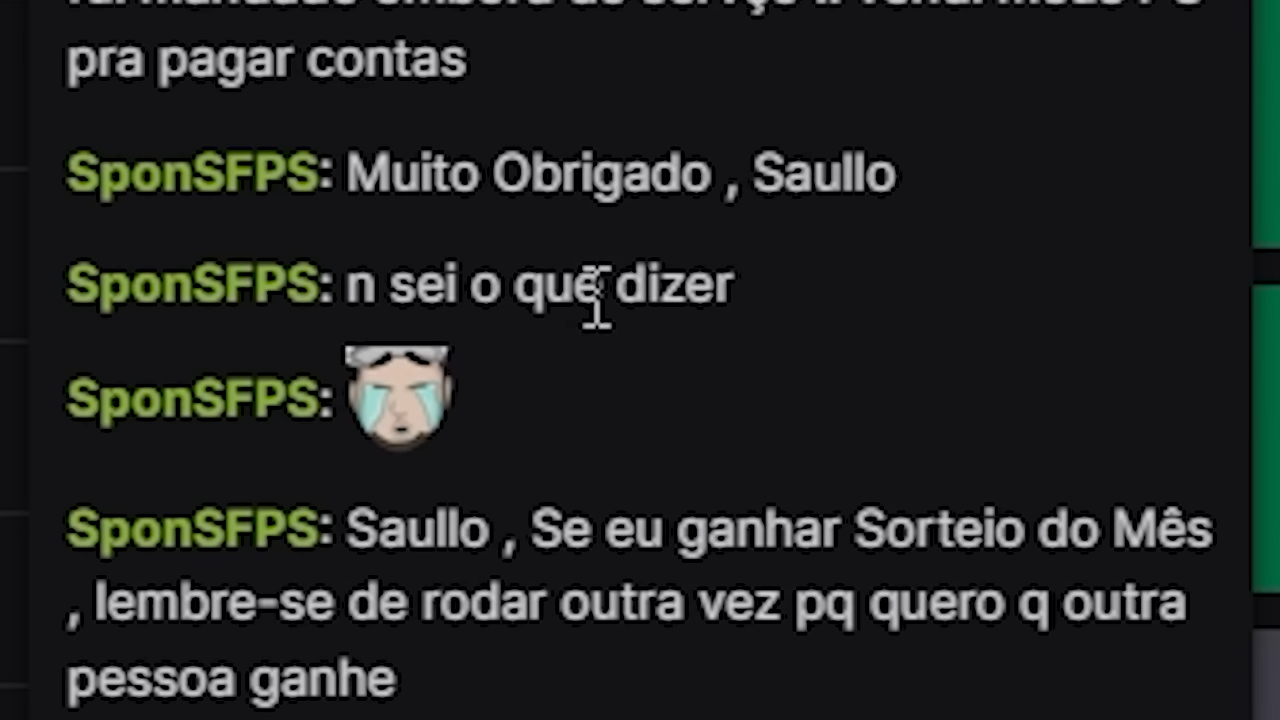 pra pagar contas
SponSFPS: Muito Obrigado , Saullo
SponSFPS: n sei o que dizer
SponSFPS:
SponSFPS: Saullo , Se eu ganhar Sorteio do Mês
, lembre-se de rodar outra vez pq quero q outra
pessoa ganhe